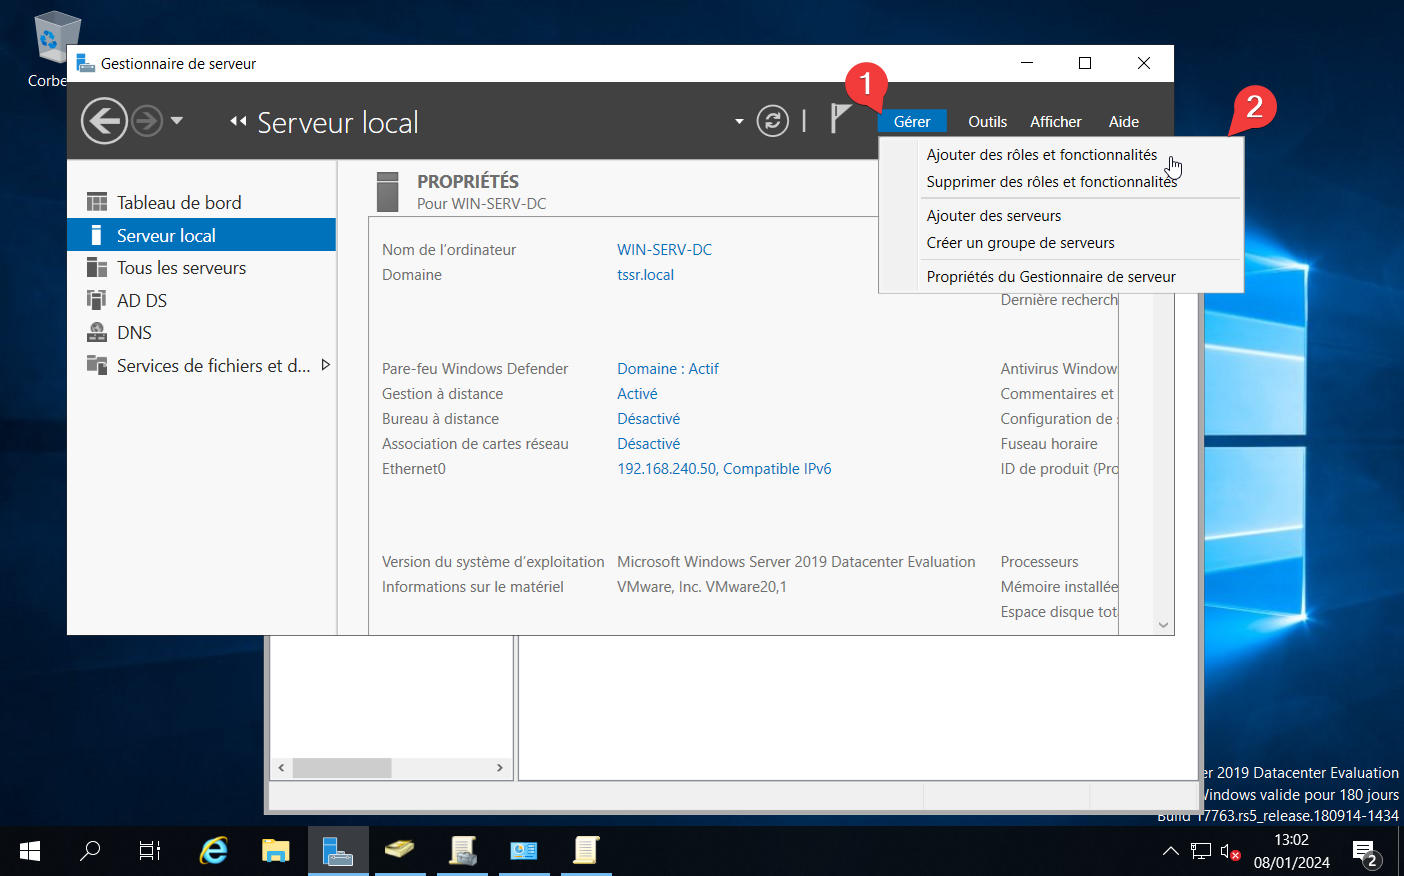 Corbe
Gestionnaire de serveur
Serveur local
1
2
Gérer Outils Afficher Aide
Ajouter des rôles et fonctionnalités
Supprimer des rôles et fonctionnalités
Ajouter des serveurs
Créer un groupe de serveurs
Propriétés du Gestionnaire de serveur
Tableau de bord
Serveur local
Tous les serveurs
AD DS
DNS
Services de fichiers et d...
PROPRIÉTÉS
Pour WIN-SERV-DC
Nom de l'ordinateur WIN-SERV-DC
Domaine tssr.local
Dernière recherch
Pare-feu Windows Defender Domaine : Actif Antivirus Window
Gestion à distance Activé Commentaires et
Bureau à distance Désactivé Configuration de
Association de cartes réseau Désactivé Fuseau horaire
Ethernet0 192.168.240.50, Compatible IPv6 ID de produit (Pro
Version du système d'exploitation Microsoft Windows Server 2019 Datacenter Evaluation Processeurs
Informations sur le matériel VMware, Inc. VMware20,1 Mémoire installée
Espace disque tot
er 2019 Datacenter Evaluation
Windows valide pour 180 jours
Build 17763.rs5_release.180914-1434
13:02
08/01/2024
2